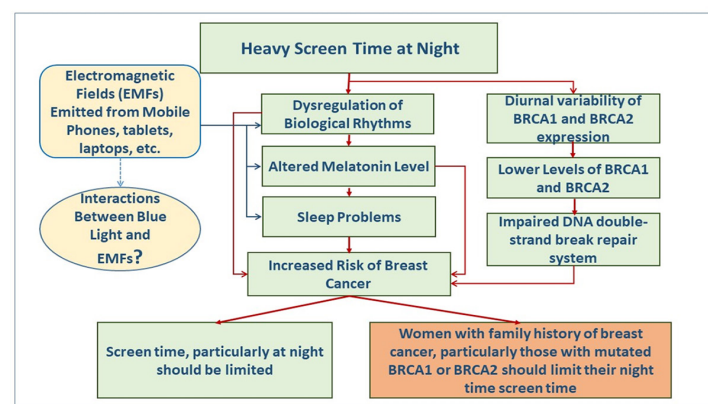 Heavy Screen Time at Night
Electromagnetic
Fields (EMFs)
Emitted from Mobile
Phones, tablets,
laptops, etc.
Dysregulation of
Biological Rhythms
Diurnal variability of
BRCA1 and BRCA2
expression
Altered Melatonin Level
Lower Levels of BRCA1
and BRCA2
Interactions
Between Blue
Light and
EMFs?
Sleep Problems
Impaired DNA double-
strand break repair
system
Increased Risk of Breast
Cancer
Screen time, particularly at night
should be limited
Women with family history of breast
cancer, particularly those with mutated
BRCA1 or BRCA2 should limit their night
time screen time